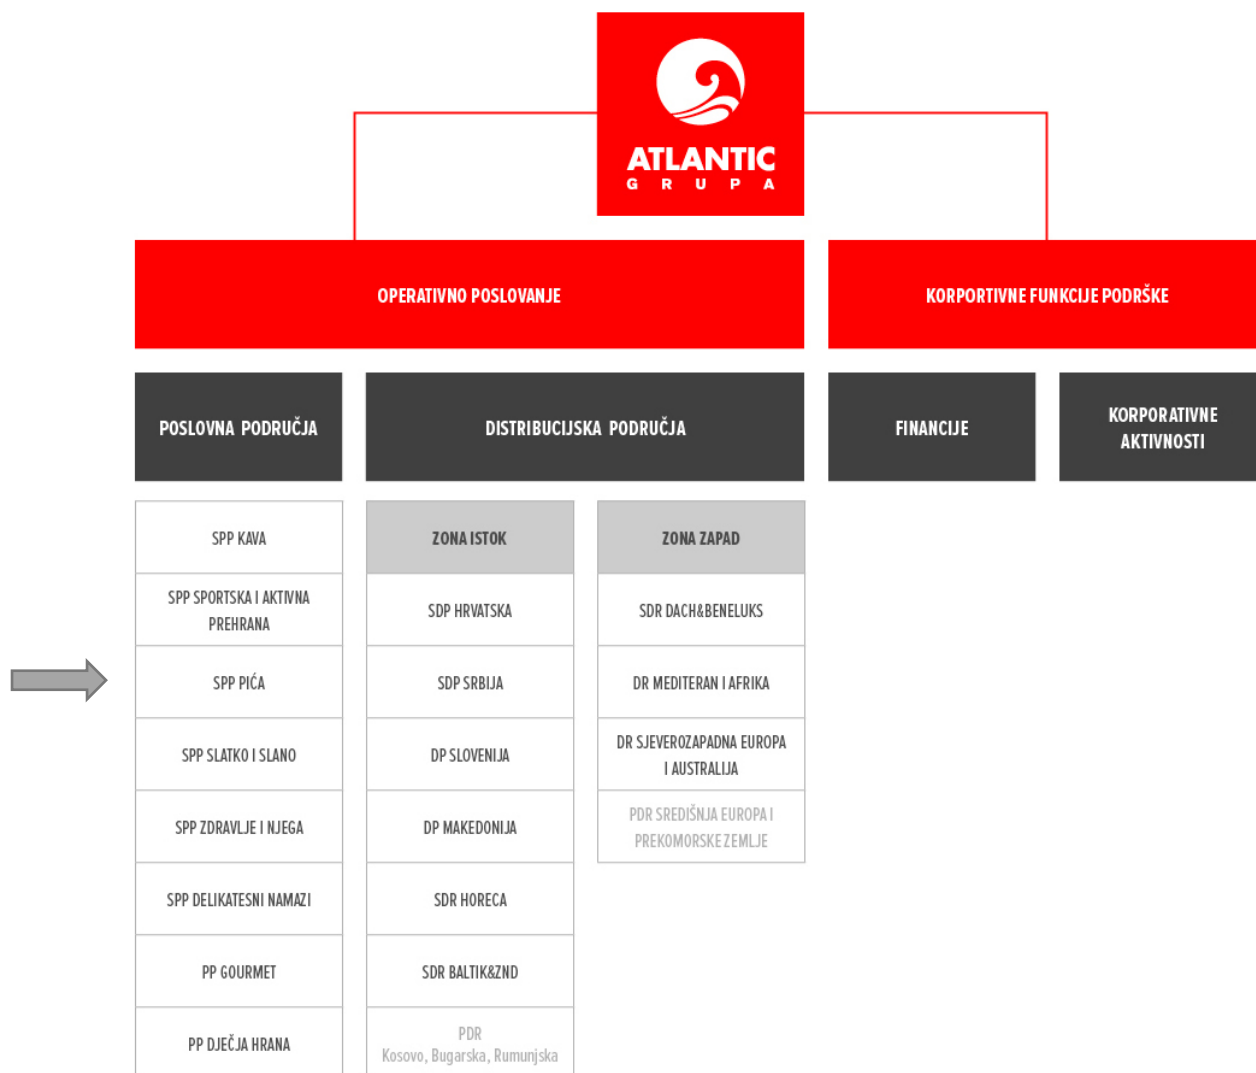 ATLANTIC
GRUPA
OPERATIVNO POSLOVANJE
KORPORTIVNE FUNKCIJE PODRŠKE
POSLOVNA PODRUČJA
DISTRIBUCIJSKA PODRUČJA
FINANCIJE
KORPORATIVNE
AKTIVNOSTI
SPP KAVA
SPP SPORTSKA I AKTIVNA
PREHRANA
SPP PIĆA
SPP SLATKO I SLANO
SPP ZDRAVLJE I NJEGA
SPP DELIKATESNI NAMAZI
PP GOURMET
PP DJEČJA HRANA
ZONA ISTOK
SDP HRVATSKA
SDP SRBIJA
DP SLOVENIJA
DP MAKEDONIJA
SDR HORECA
SDR BALTIK&ZND
PDR
Kosovo, Bugarska, Rumunjska
ZONA ZAPAD
SDR DACH&BENELUKS
DR MEDITERAN I AFRIKA
DR SJEVEROZAPADNA EUROPA
I AUSTRALIJA
PDR SREDIŠNJA EUROPA I
PREKOMORSKE ZEMLJE